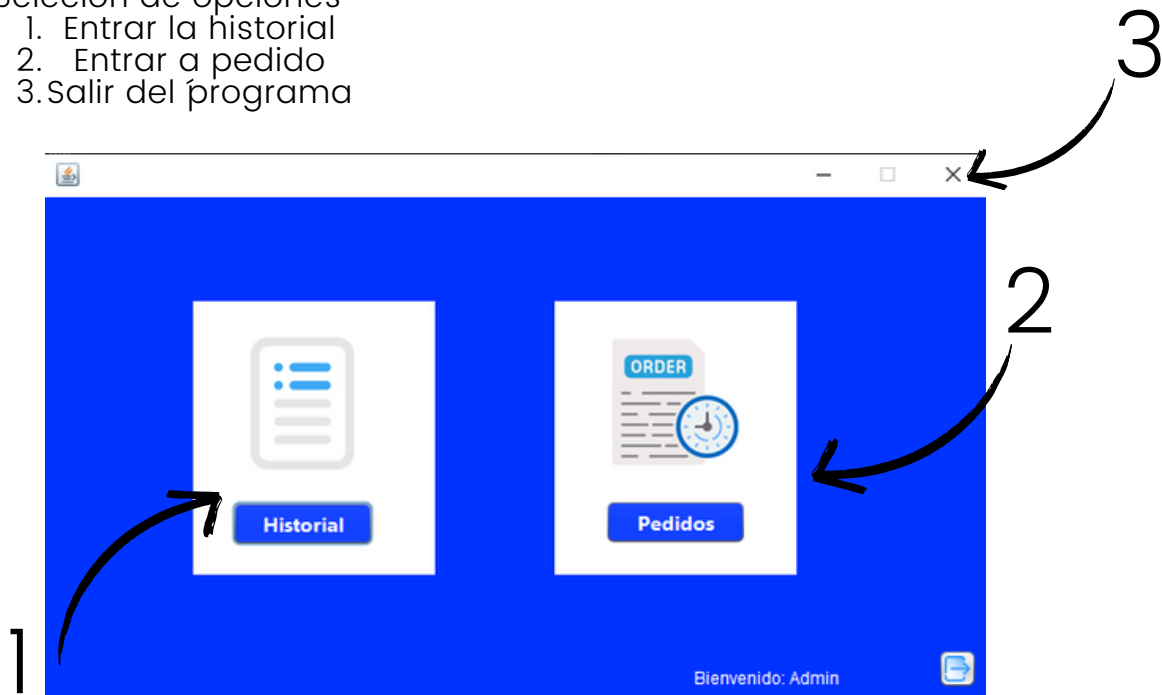 Selección de opciones
1. Entrar la historial
2. Entrar a pedido
3. Salir del programa
3
2
ORDER
Historial
Pedidos
1
Bienvenido: Admin